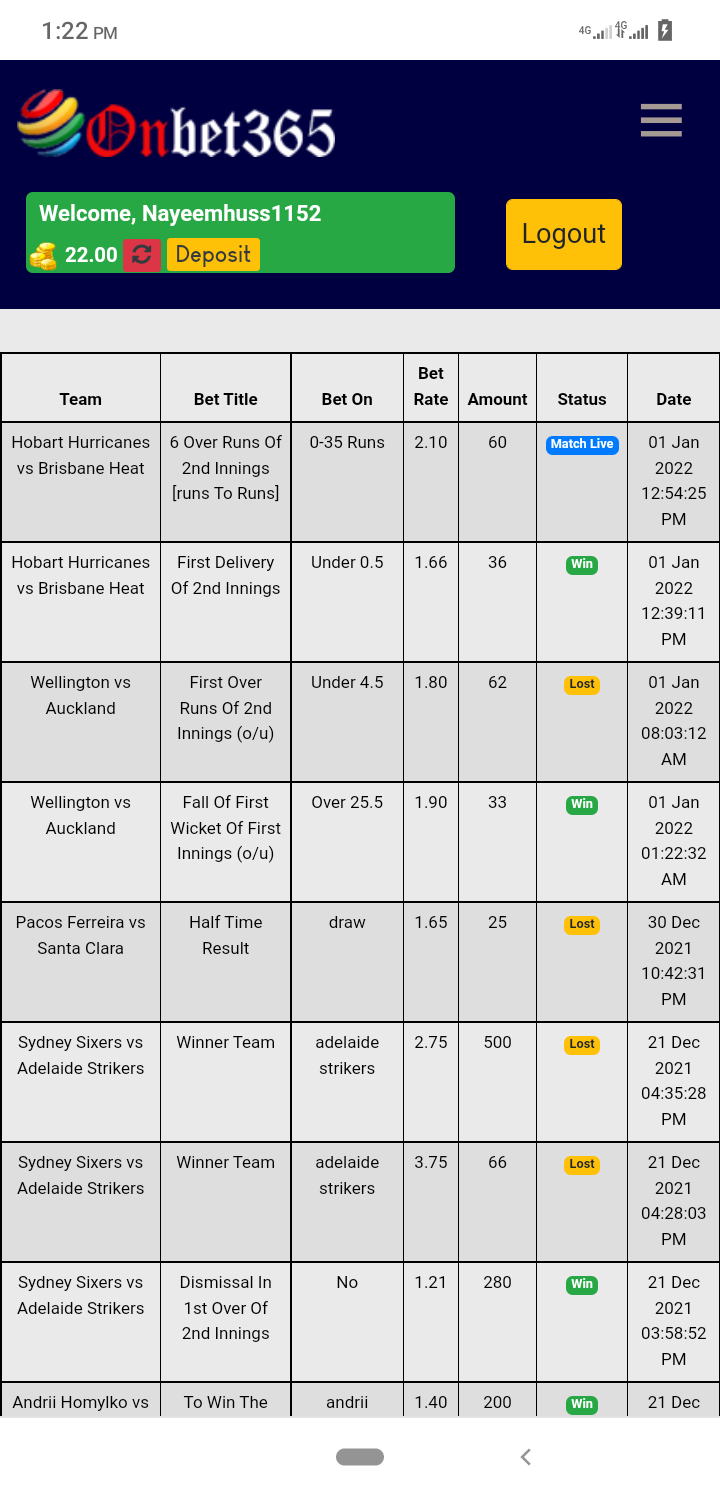 1:22 PM
4G 4G
Onbet365
Welcome, Nayeemhuss1152
22.00 Deposit
Logout
Team Bet Title Bet On Bet Rate Amount Status Date
Hobart Hurricanes 6 Over Runs Of 0-35 Runs 2.10 60 Match Live 01 Jan
vs Brisbane Heat 2nd Innings 2022
[runs To Runs] 12:54:25
PM
Hobart Hurricanes First Delivery Under 0.5 1.66 36 Win 01 Jan
vs Brisbane Heat Of 2nd Innings 2022
12:39:11
PM
Wellington vs First Over Under 4.5 1.80 62 Lost 01 Jan
Auckland Runs Of 2nd 2022
Innings (o/u) 08:03:12
AM
Wellington vs Fall Of First Over 25.5 1.90 33 Win 01 Jan
Auckland Wicket Of First 2022
Innings (o/u) 01:22:32
AM
Pacos Ferreira vs Half Time draw 1.65 25 Lost 30 Dec
Santa Clara Result 2021
10:42:31
PM
Sydney Sixers vs Winner Team adelaide 2.75 500 Lost 21 Dec
Adelaide Strikers strikers 2021
04:35:28
PM
Sydney Sixers vs Winner Team adelaide 3.75 66 Lost 21 Dec
Adelaide Strikers strikers 2021
04:28:03
PM
Sydney Sixers vs Dismissal In No 1.21 280 Win 21 Dec
Adelaide Strikers 1st Over Of 2021
2nd Innings 03:58:52
PM
Andrii Homylko vs To Win The andrii 1.40 200 Win 21 Dec